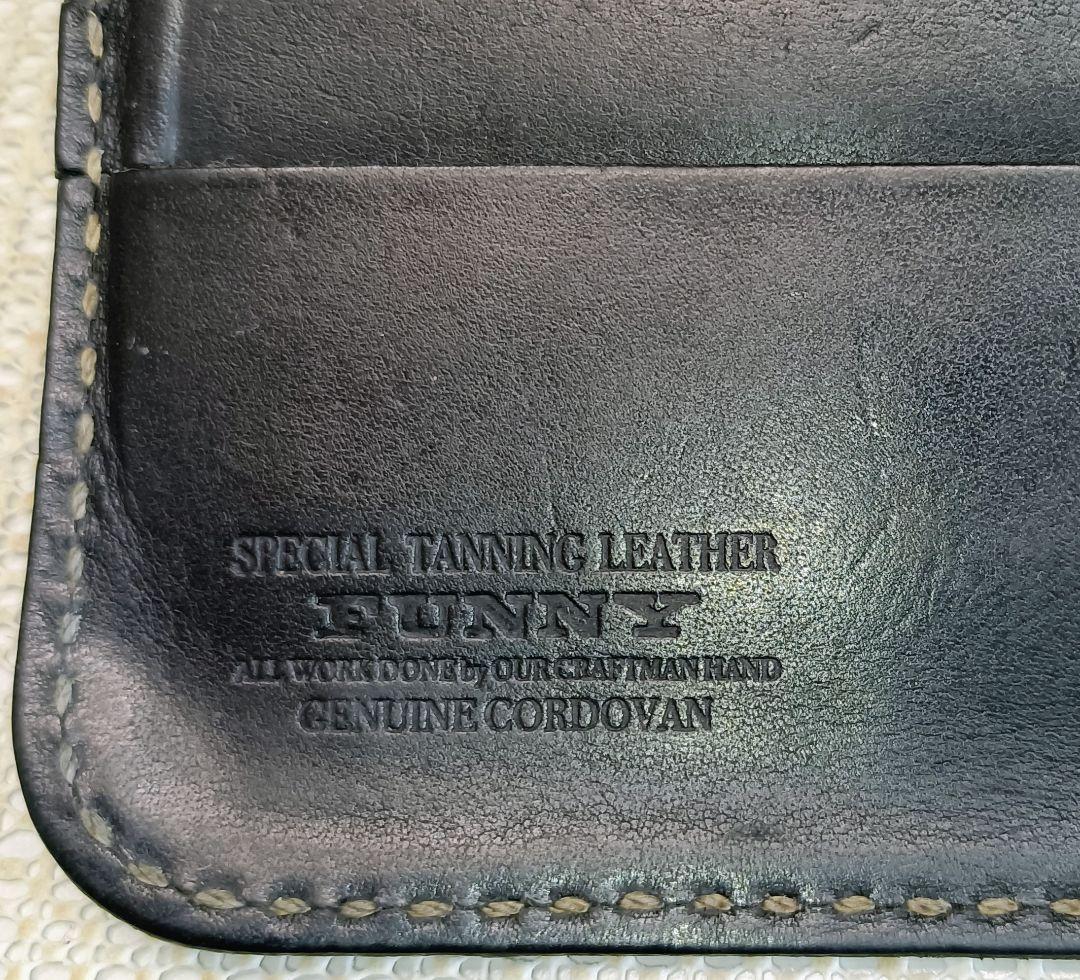 SPECIAL TANNING LEATHER
FUNNY
ALL WORK DONE by OUR CRAFTMAN HAND
GENUINE CORDOVAN